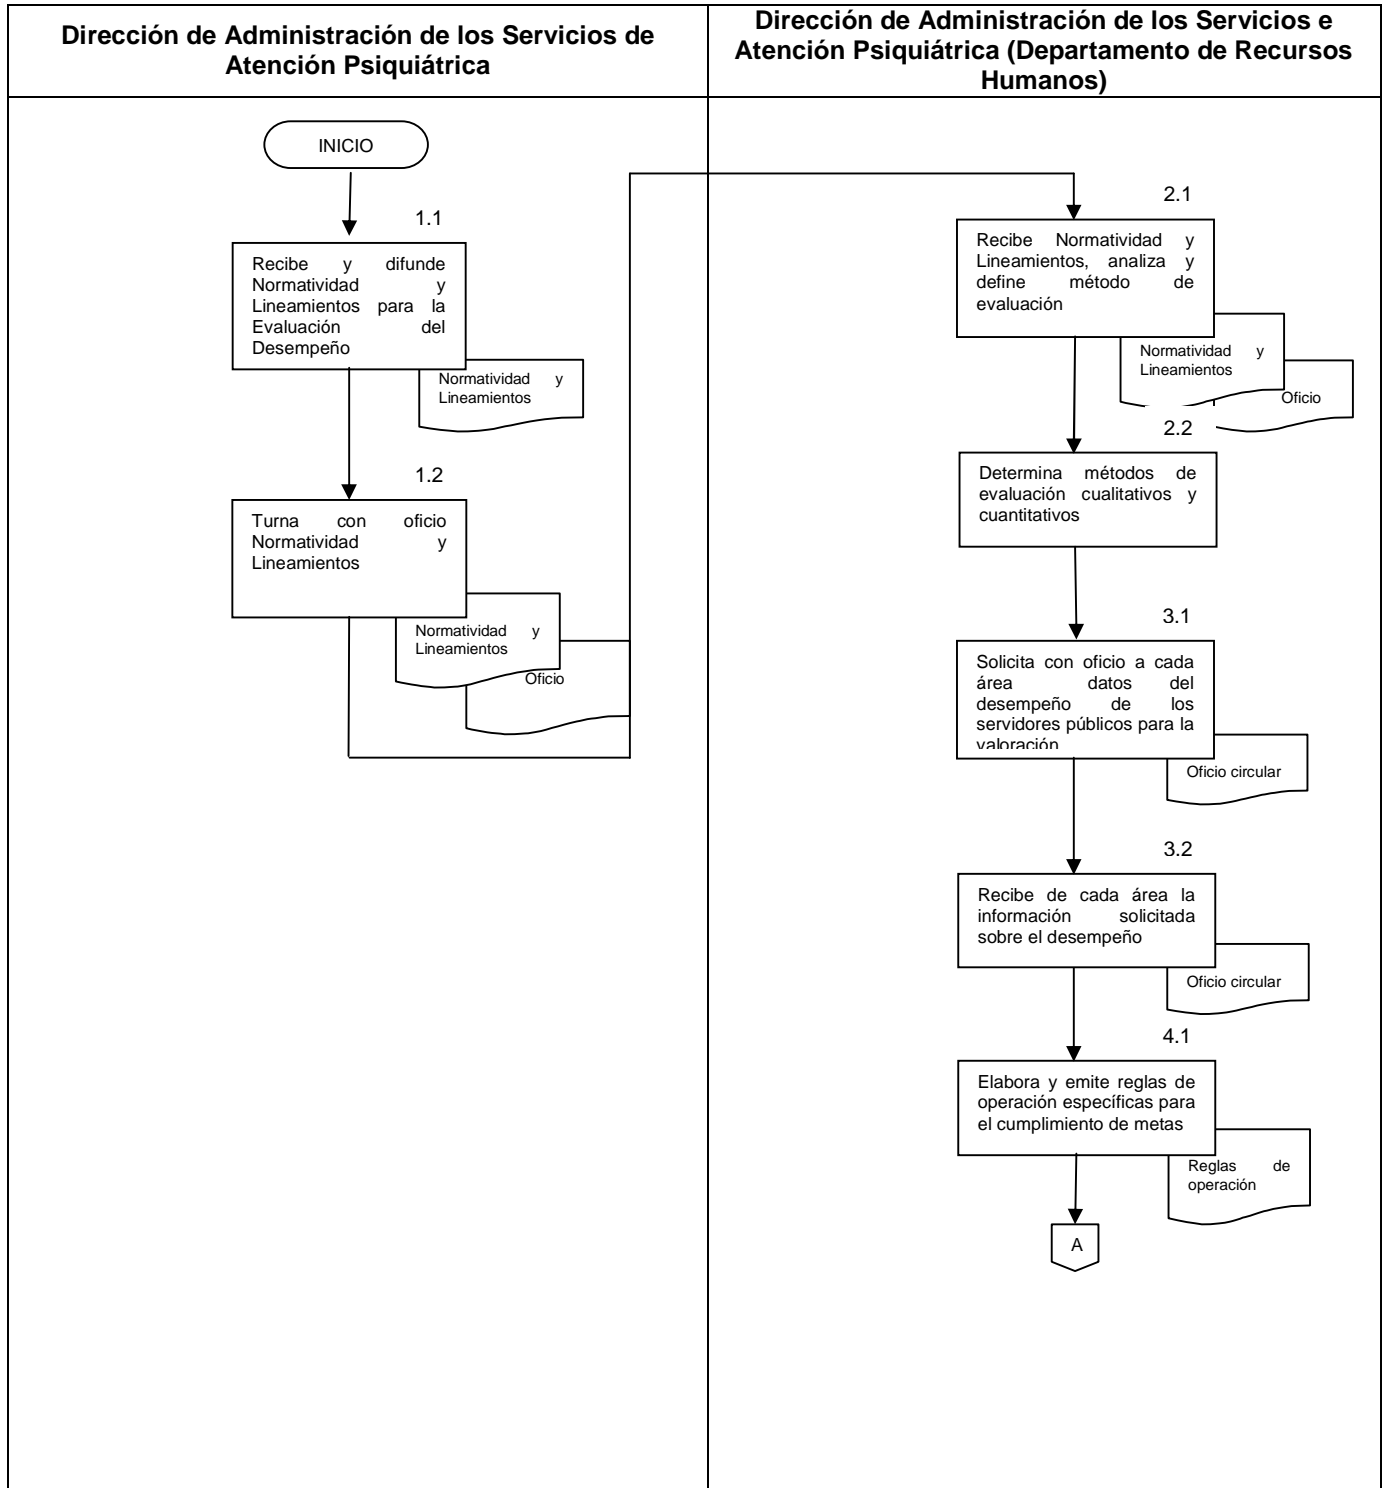 Dirección de Administración de los Servicios de
Atención Psiquiátrica
Dirección de Administración de los Servicios e
Atención Psiquiátrica (Departamento de Recursos
Humanos)
INICIO
1.1
Recibe y difunde
Normatividad y
Lineamientos para la
Evaluación del
Desempeño
Normatividad y
Lineamientos
1.2
Turna con oficio
Normatividad y
Lineamientos
Normatividad y
Lineamientos
Oficio
2.1
Recibe Normatividad y
Lineamientos, analiza y
define método de
evaluación
Normatividad y
Lineamientos
Oficio
2.2
Determina métodos de
evaluación cualitativos y
cuantitativos
3.1
Solicita con oficio a cada
área datos del
desempeño de los
servidores públicos para la
valoración
Oficio circular
3.2
Recibe de cada área la
información solicitada
sobre el desempeño
Oficio circular
4.1
Elabora y emite reglas de
operación específicas para
el cumplimiento de metas
Reglas de
operación
A